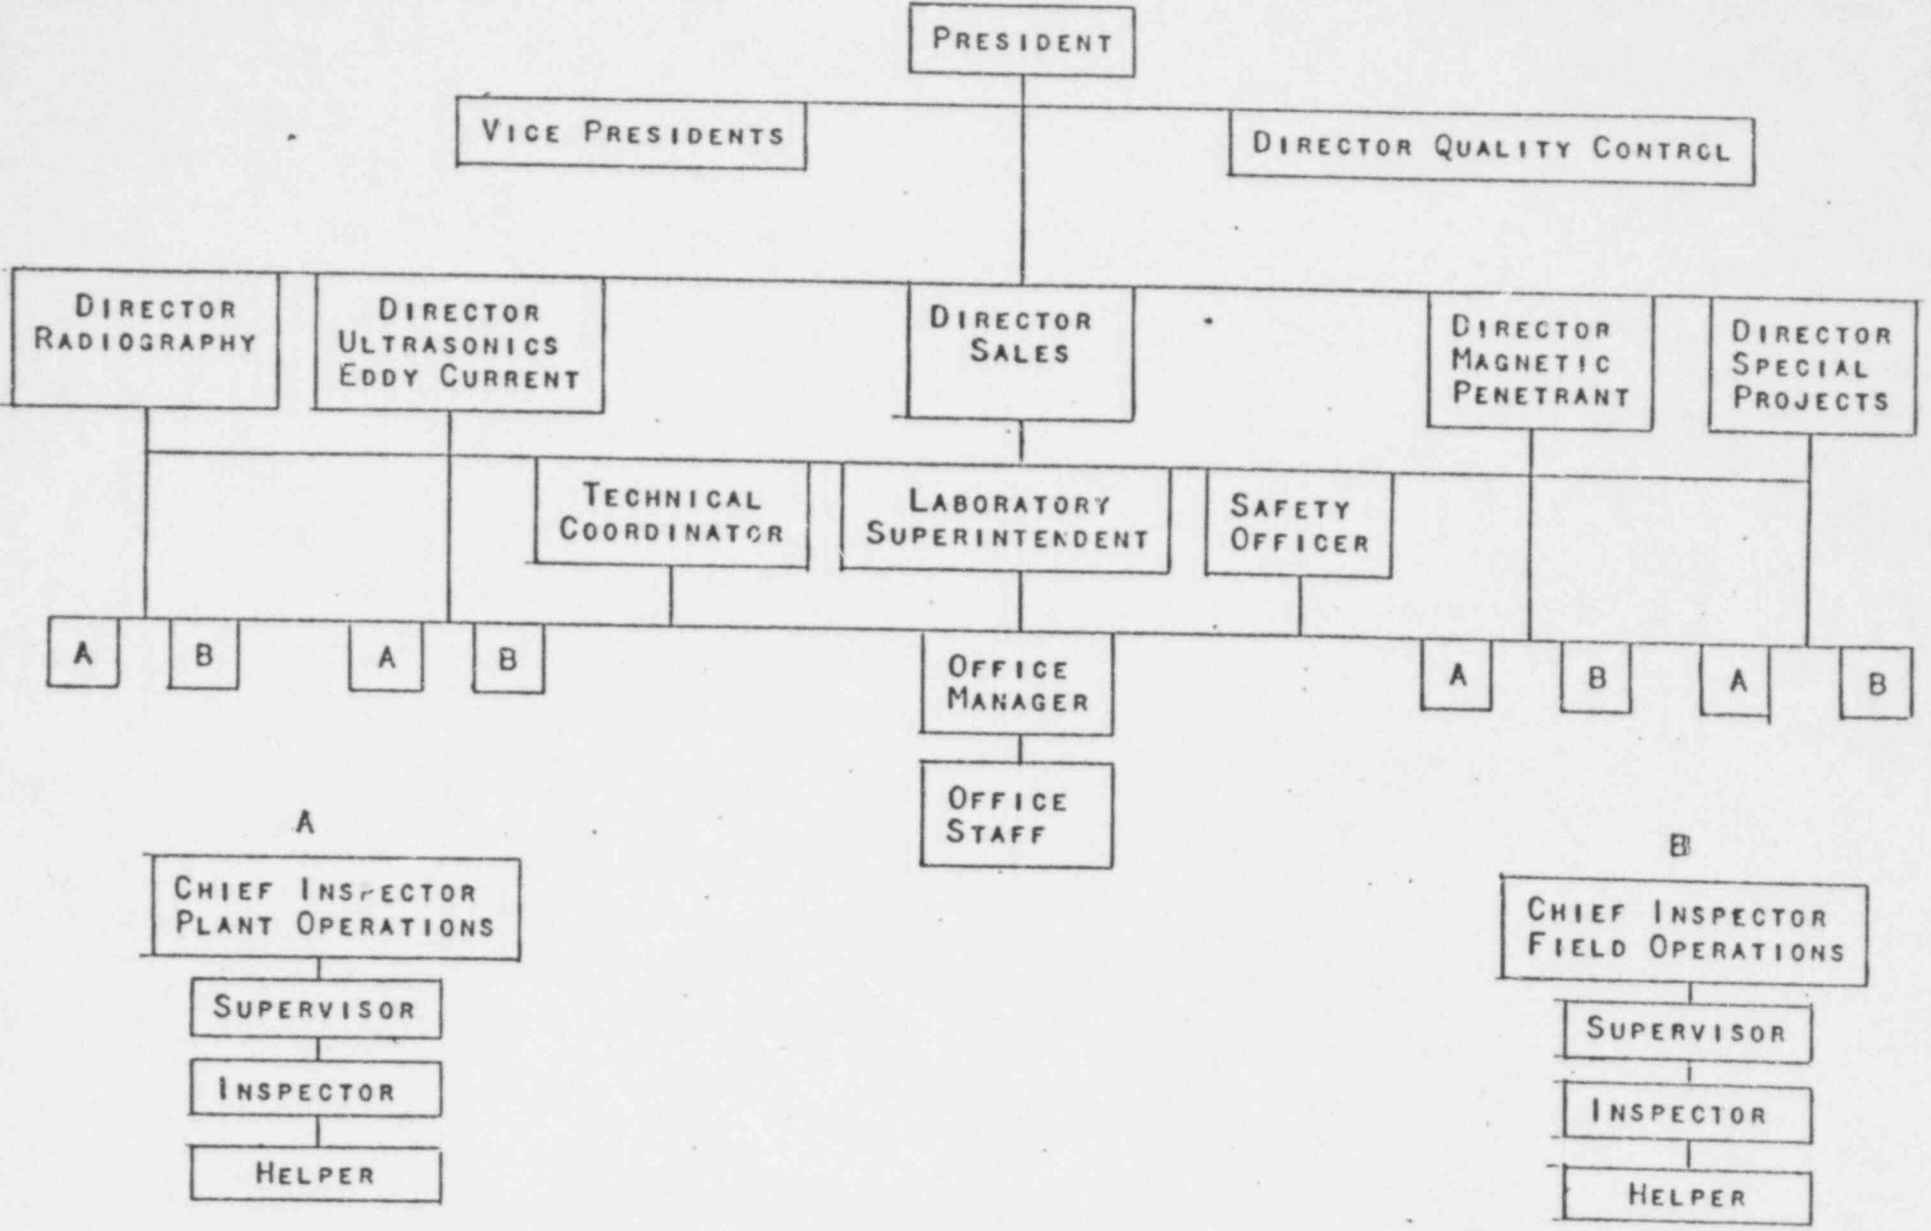 PRESIDENT
VICE PRESIDENTS
DIRECTOR QUALITY CONTROL
DIRECTOR
RADIOGRAPHY
DIRECTOR
ULTRASONICS
EDDY CURRENT
DIRECTOR
SALES
DIRECTOR
MAGNETIC
PENETRANT
DIRECTOR
SPECIAL
PROJECTS
TECHNICAL
COORDINATOR
LABORATORY
SUPERINTENDENT
SAFETY
OFFICER
A
B
A
B
OFFICE
MANAGER
A
B
A
B
OFFICE
STAFF
A
CHIEF INSPECTOR
PLANT OPERATIONS
SUPERVISOR
INSPECTOR
HELPER
B
CHIEF INSPECTOR
FIELD OPERATIONS
SUPERVISOR
INSPECTOR
HELPER